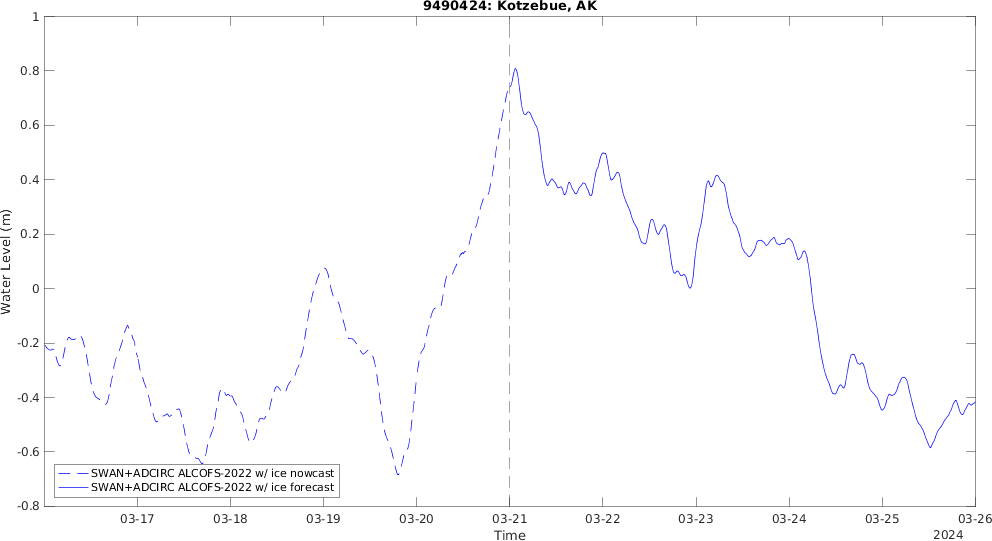 9490424: Kotzebue, AK
Water Level (m)
1
0.8
0.6
0.4
0.2
0
-0.2
-0.4
-0.6
-0.8
SWAN+ADCIRC ALCOFS-2022 w/ ice nowcast
SWAN+ADCIRC ALCOFS-2022 w/ ice forecast
03-17 03-18 03-19 03-20 03-21 03-22 03-23 03-24 03-25 03-26
Time
2024